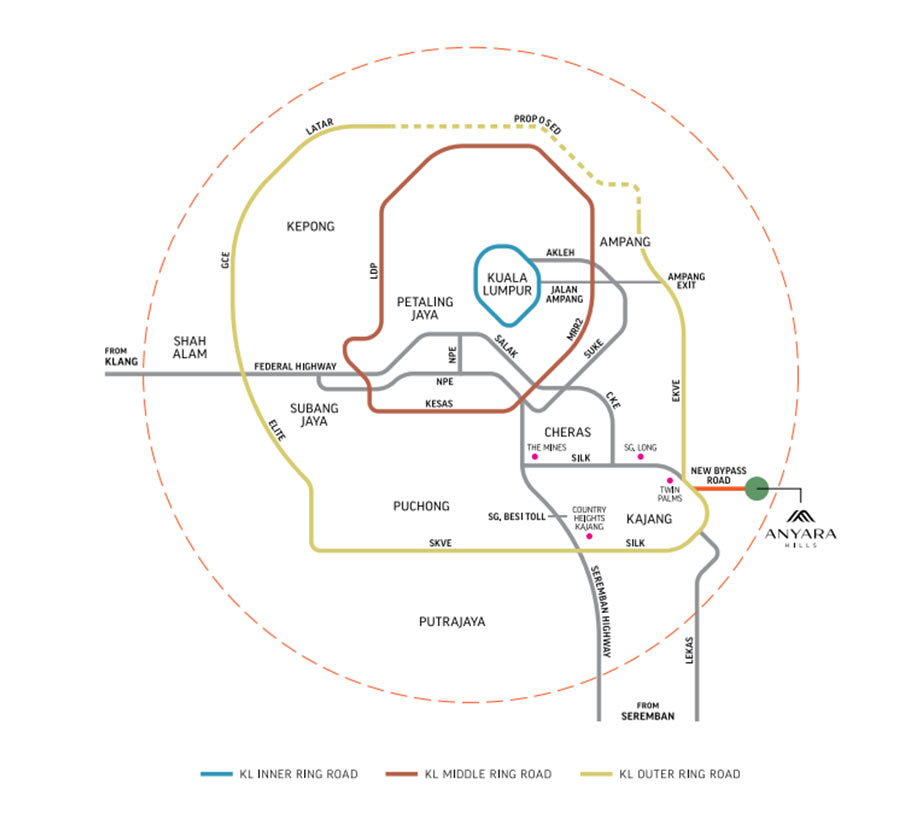 LATAR
PROPOSED
KEPONG
AMPANG
GCE
LDP
AKLEH
KUALA
LUMPUR
AMPANG
EXIT
JALAN
AMPANG
PETALING
JAYA
MRR2
SHAH
ALAM
FROM
KLANG
SALAK
SUKE
NPE
FEDERAL HIGHWAY
NPE
EKVE
KESAS
CKE
SUBANG
JAYA
ELITE
CHERAS
THE MINES
SG, LONG
SILK
NEW BYPASS
ROAD
TWIN
PALMS
PUCHONG
SG, BESI TOLL
COUNTRY
HEIGHTS
KAJANG
KAJANG
ANYARA
HILLS
SKVE
SILK
SEREMBAN HIGHWAY
PUTRAJAYA
LEKAS
FROM
SEREMBAN
KL INNER RING ROAD
KL MIDDLE RING ROAD
KL OUTER RING ROAD